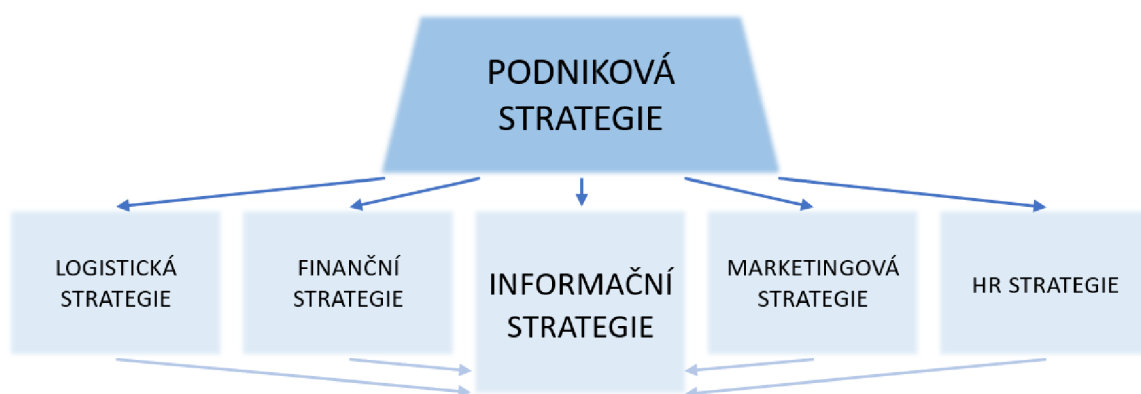 PODNIKOVÁ
STRATEGIE
LOGISTICKÁ
STRATEGIE
FINANČNÍ
STRATEGIE
INFORMAČNÍ
STRATEGIE
MARKETINGOVÁ
STRATEGIE
HR STRATEGIE